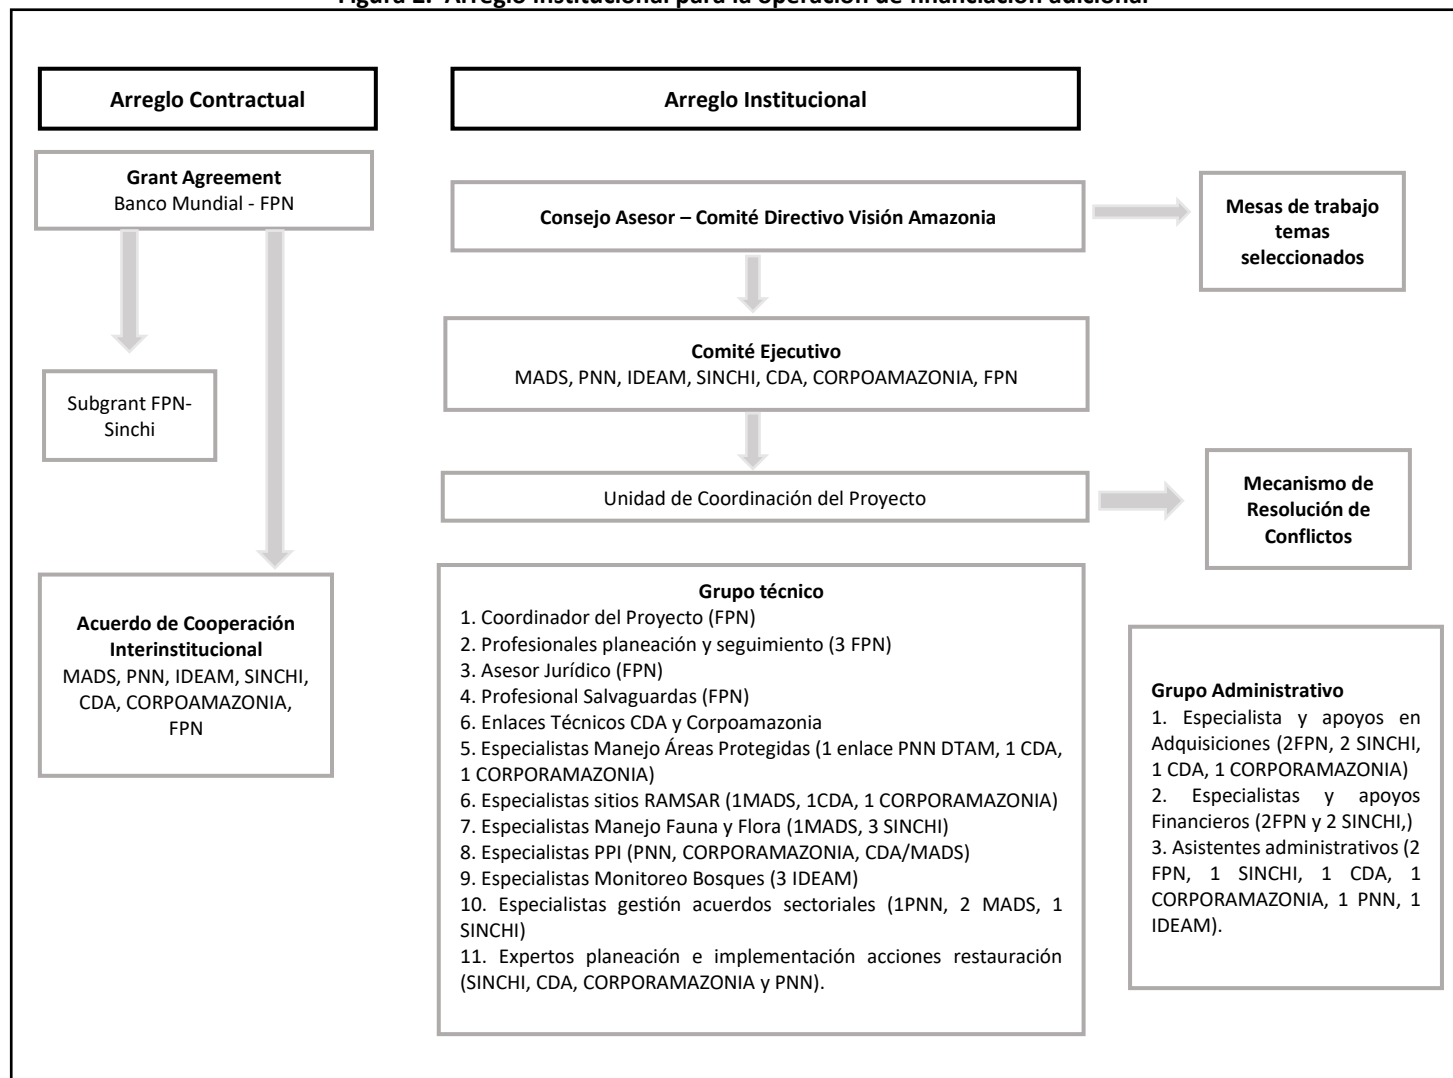 Figura 2. Arreglo institucional para la operación de financiación adicional
Arreglo Contractual
Arreglo Institucional
Grant Agreement
Banco Mundial - FPN
Consejo Asesor – Comité Directivo Visión Amazonia
Mesas de trabajo
temas
seleccionados
Comité Ejecutivo
MADS, PNN, IDEAM, SINCHI, CDA, CORPOAMAZONIA, FPN
Subgrant FPN-
Sinchi
Unidad de Coordinación del Proyecto
Mecanismo de
Resolución de
Conflictos
Acuerdo de Cooperación
Interinstitucional
MADS, PNN, IDEAM, SINCHI,
CDA, CORPOAMAZONIA,
FPN
Grupo técnico
1. Coordinador del Proyecto (FPN)
2. Profesionales planeación y seguimiento (3 FPN)
3. Asesor Jurídico (FPN)
4. Profesional Salvaguardas (FPN)
6. Enlaces Técnicos CDA y Corpoamazonia
5. Especialistas Manejo Áreas Protegidas (1 enlace PNN DTAM, 1 CDA,
1 CORPORAMAZONIA)
6. Especialistas sitios RAMSAR (1MADS, 1CDA, 1 CORPORAMAZONIA)
7. Especialistas Manejo Fauna y Flora (1MADS, 3 SINCHI)
8. Especialistas PPI (PNN, CORPORAMAZONIA, CDA/MADS)
9. Especialistas Monitoreo Bosques (3 IDEAM)
10. Especialistas gestión acuerdos sectoriales (1PNN, 2 MADS, 1
SINCHI)
11. Expertos planeación e implementación acciones restauración
(SINCHI, CDA, CORPORAMAZONIA y PNN).
Grupo Administrativo
1. Especialista y apoyos en
Adquisiciones (2FPN, 2 SINCHI,
1 CDA, 1 CORPORAMAZONIA)
2. Especialistas y apoyos
Financieros (2FPN y 2 SINCHI,)
3. Asistentes administrativos (2
FPN, 1 SINCHI, 1 CDA, 1
CORPORAMAZONIA, 1 PNN, 1
IDEAM).